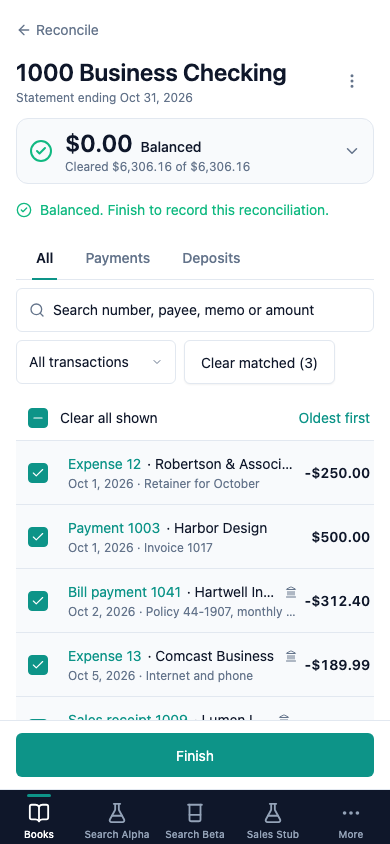 Reconcile
1000 Business Checking
Statement ending Oct 31, 2026
$0.00 Balanced
Cleared $6,306.16 of $6,306.16
Balanced. Finish to record this reconciliation.
All Payments Deposits
Search number, payee, memo or amount
All transactions Clear matched (3)
Clear all shown Oldest first
Expense 12 · Robertson & Associ... -$250.00
Oct 1, 2026 · Retainer for October
Payment 1003 · Harbor Design $500.00
Oct 1, 2026 · Invoice 1017
Bill payment 1041 · Hartwell In... -$312.40
Oct 2, 2026 · Policy 44-1907, monthly ...
Expense 13 · Comcast Business -$189.99
Oct 5, 2026 · Internet and phone
Sales receipt 1009
Finish
Books Search Alpha Search Beta Sales Stub More